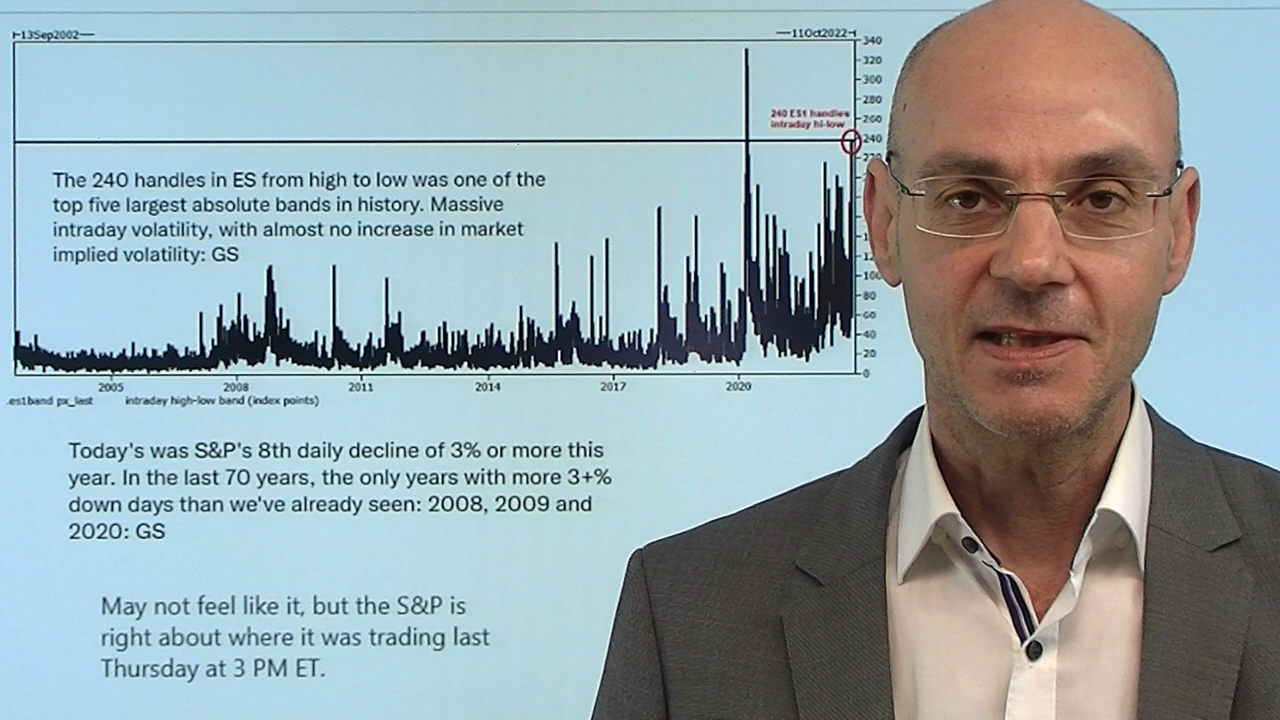 13Sep2002
11Oct2022
340
320
300
280
260
240
220
100
80
60
40
20
0
240 ES1 handles
intraday hi-low
The 240 handles in ES from high to low was one of the
top five largest absolute bands in history. Massive
intraday volatility, with almost no increase in market
implied volatility: GS
2005 2008 2011 2014 2017 2020
.es1band px_last intraday high-low band (index points)
Today's was S&P's 8th daily decline of 3% or more this
year. In the last 70 years, the only years with more 3+%
down days than we've already seen: 2008, 2009 and
2020: GS
May not feel like it, but the S&P is
right about where it was trading last
Thursday at 3 PM ET.